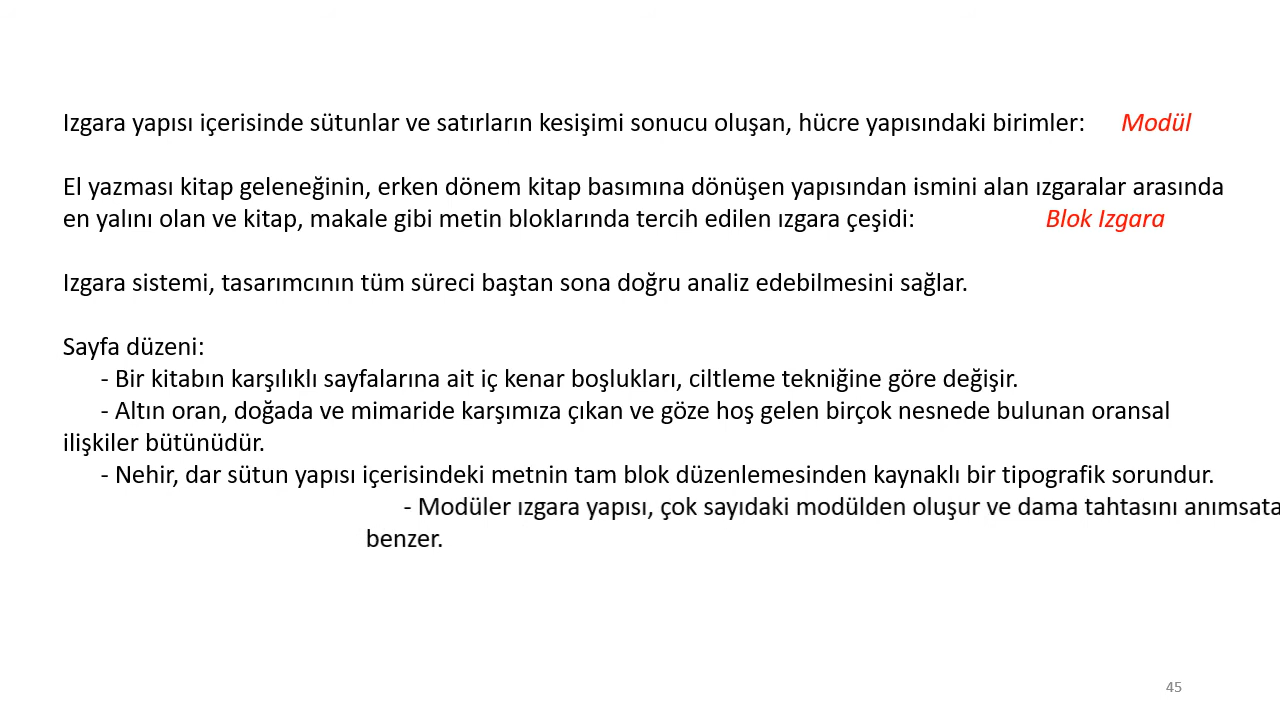 Izgara yapısı içerisinde sütunlar ve satırların kesişimi sonucu oluşan, hücre yapısındaki birimler: Modül
El yazması kitap geleneğinin, erken dönem kitap basımına dönüşen yapısından ismini alan ızgaralar arasında
en yalını olan ve kitap, makale gibi metin bloklarında tercih edilen ızgara çeşidi: Blok Izgara
Izgara sistemi, tasarımcının tüm süreci baştan sona doğru analiz edebilmesini sağlar.
Sayfa düzeni:
- Bir kitabın karşılıklı sayfalarına ait iç kenar boşlukları, ciltleme tekniğine göre değişir.
- Altın oran, doğada ve mimaride karşımıza çıkan ve göze hoş gelen birçok nesnede bulunan oransal
ilişkiler bütünüdür.
- Nehir, dar sütun yapısı içerisindeki metnin tam blok düzenlemesinden kaynaklı bir tipografik sorundur.
- Modüler ızgara yapısı, çok sayıdaki modülden oluşur ve dama tahtasını
benzer.
45